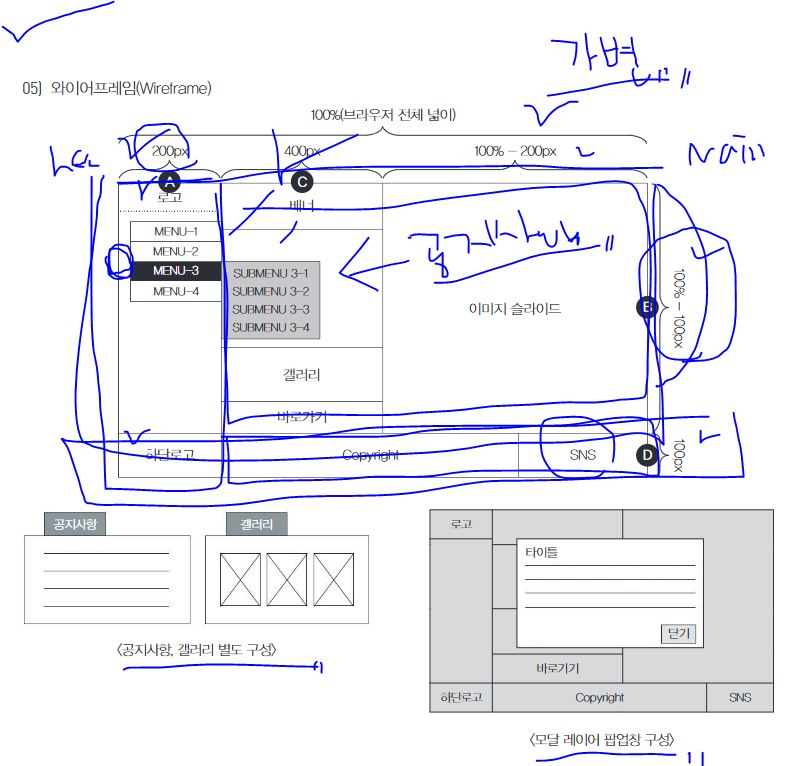 가변
05) 와이어프레임(Wireframe)
100%(브라우저 전체 넓이)
200px
400px
100% - 200px
A
C
로고
배너
MENU-1
MENU-2
MENU-3
MENU-4
SUBMENU 3-1
SUBMENU 3-2
SUBMENU 3-3
SUBMENU 3-4
이미지 슬라이드
B
100% - 100px
갤러리
바로가기
하단로고
Copyright
SNS
D
100px
공지사항
갤러리
<공지사항, 갤러리 별도 구성>
로고
타이틀
닫기
바로가기
하단로고
Copyright
SNS
<모달 레이어 팝업창 구성>